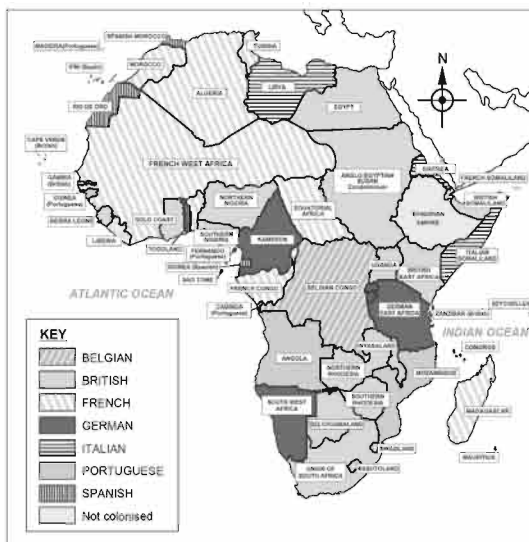 SPANISH MOROCCO
MADEIRA (Portuguese)
TUNISIA
MOROCCO
IFNI (Spain)
ALGERIA
LIBYA
EGYPT
RIO DE ORO
CAPE VERDE
FRENCH WEST AFRICA
ANGLO-EGYPTIAN
SUDAN
Condominium
ERITREA
FRENCH SOMALILAND
BRITISH
SOMALILAND
GAMBIA
(British)
GUINEA
(Portuguese)
SIERRA LEONE
LIBERIA
GOLD COAST
TOGOLAND
NORTHERN
NIGERIA
SOUTHERN
NIGERIA
EQUATORIAL
AFRICA
KAMERUN
FERNANDO
(Portuguese)
GUINEA (Spanish)
SAO TOME
FRENCH CONGO
CABINDA
(Portuguese)
ETHIOPIAN
EMPIRE
ITALIAN
SOMALILAND
UGANDA
BRITISH
EAST AFRICA
BELGIAN CONGO
GERMAN
EAST AFRICA
ZANZIBAR (British)
SEYCHELLES
ATLANTIC OCEAN
INDIAN OCEAN
COMOROS
ANGOLA
NYASALAND
NORTHERN
RHODESIA
MOZAMBIQUE
SOUTHERN
RHODESIA
SOUTH WEST
AFRICA
BECHUANALAND
MADAGASCAR
MAURITIUS
SWAZILAND
UNION OF
SOUTH AFRICA
BASUTOLAND
N
KEY
BELGIAN
BRITISH
FRENCH
GERMAN
ITALIAN
PORTUGUESE
SPANISH
Not colonised